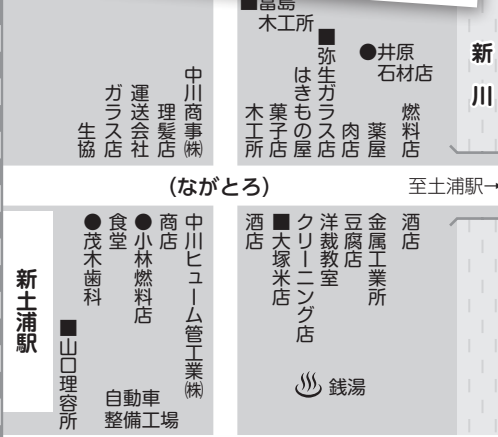 ■富島
木工所
■弥生ガラス店
●井原
石材店
新川
中川商事㈱
理髪店
運送会社
ガラス店
生協
燃料店
薬屋
肉店
はきもの屋
菓子店
木工所
(ながとろ)
至土浦駅→
新土浦駅
中川ヒューム管工業㈱
商店
●小林燃料店
食堂
●茂木歯科
■山口理容所
自動車
整備工場
酒店
金属工業所
豆腐店
洋裁教室
クリーニング店
■大塚米店
酒店
♨銭湯